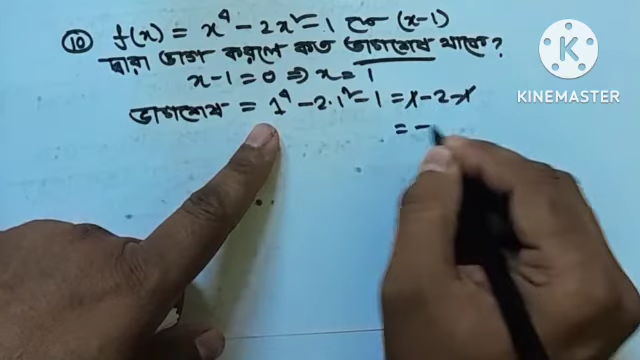 ⑩ f(x) = x⁴ - 2x² - 1 কে (x-1)
দ্বারা ভাগ করলে কত ভাগশেষ থাকে?
x - 1 = 0 ⇒ x = 1
ভাগশেষ = 1⁴ - 2·1² - 1 = 1 - 2 - 1
= -
KINEMASTER